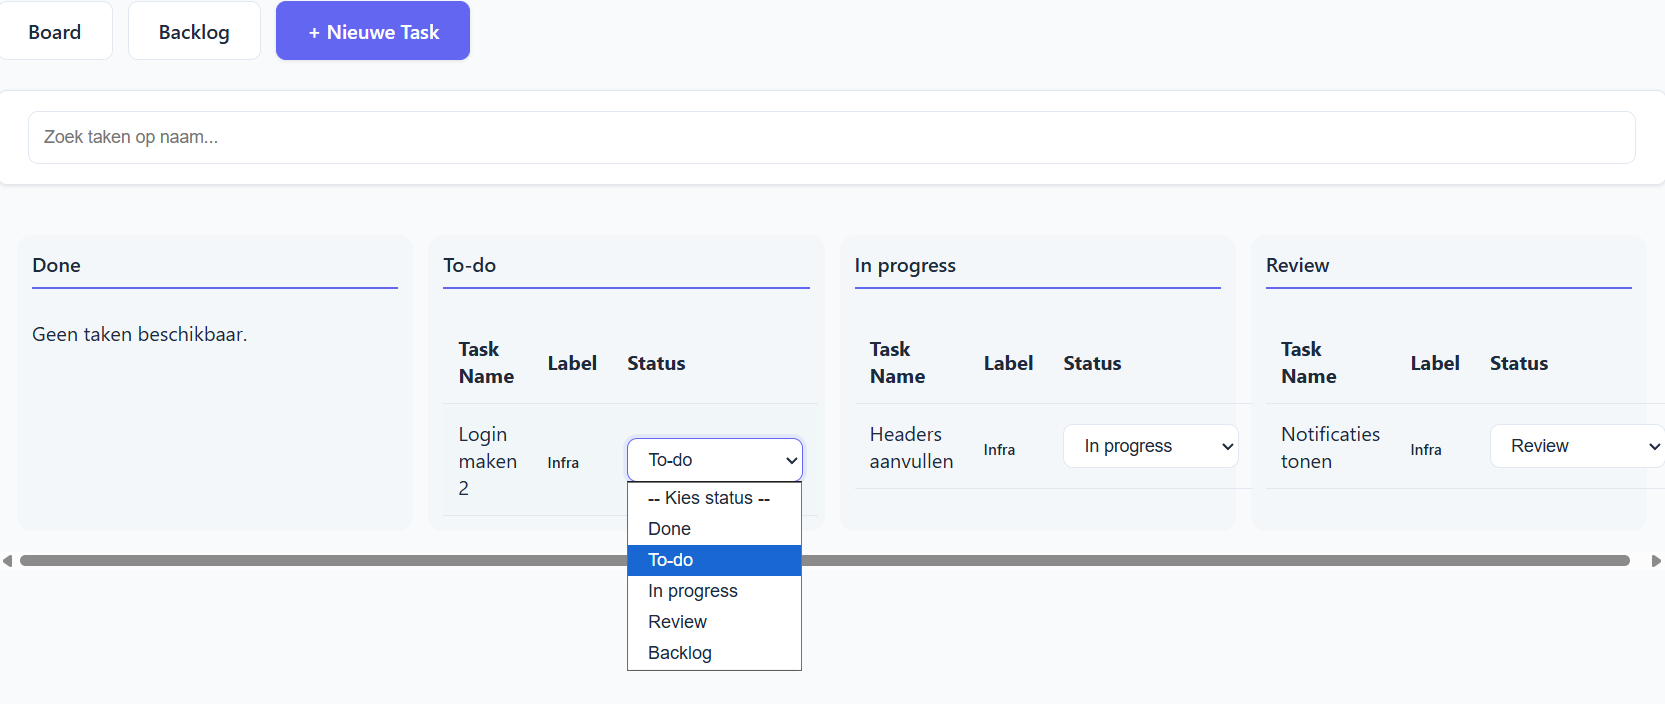 Board
Backlog
+ Nieuwe Task
Zoek taken op naam...
Done
Geen taken beschikbaar.
To-do
Task Name
Label
Status
Login maken 2
Infra
To-do
-- Kies status --
Done
To-do
In progress
Review
Backlog
In progress
Task Name
Label
Status
Headers aanvullen
Infra
In progress
Review
Task Name
Label
Status
Notificaties tonen
Infra
Review